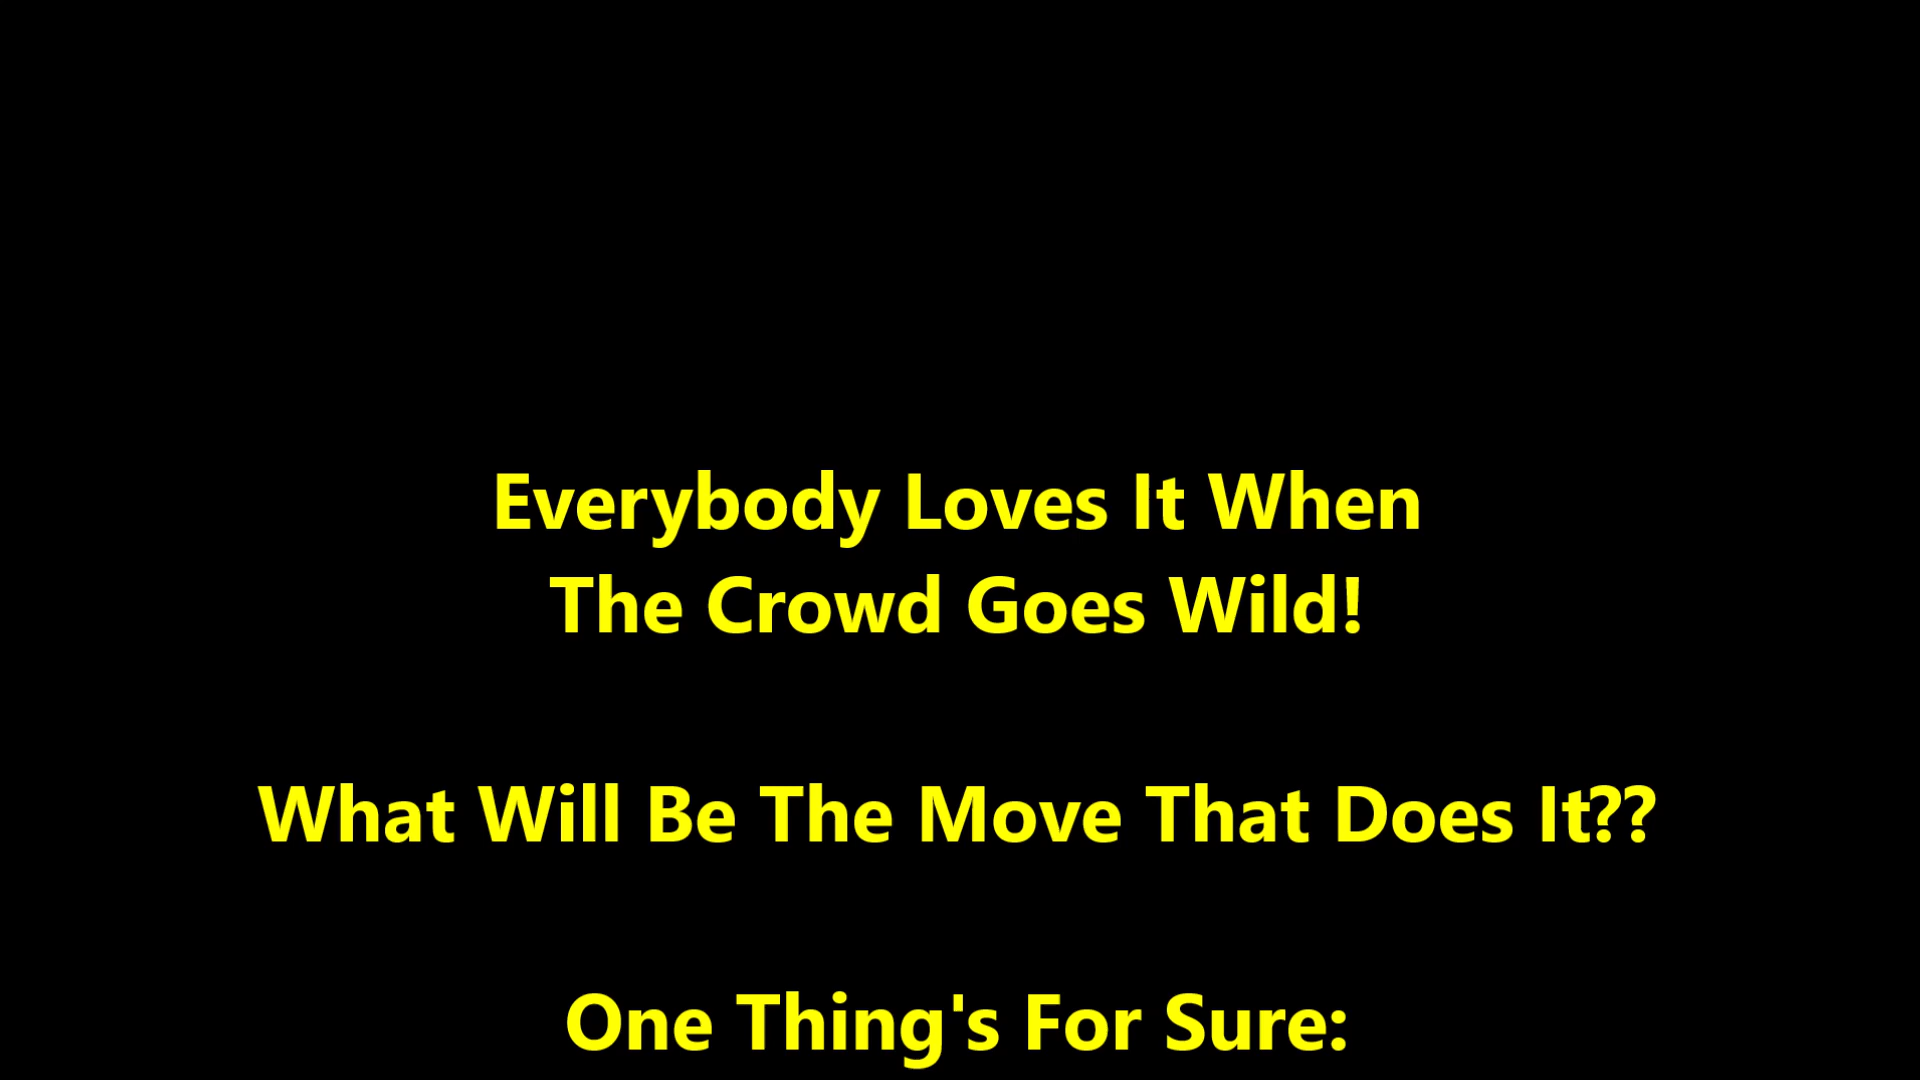 Everybody Loves It When
The Crowd Goes Wild!
What Will Be The Move That Does It??
One Thing's For Sure: